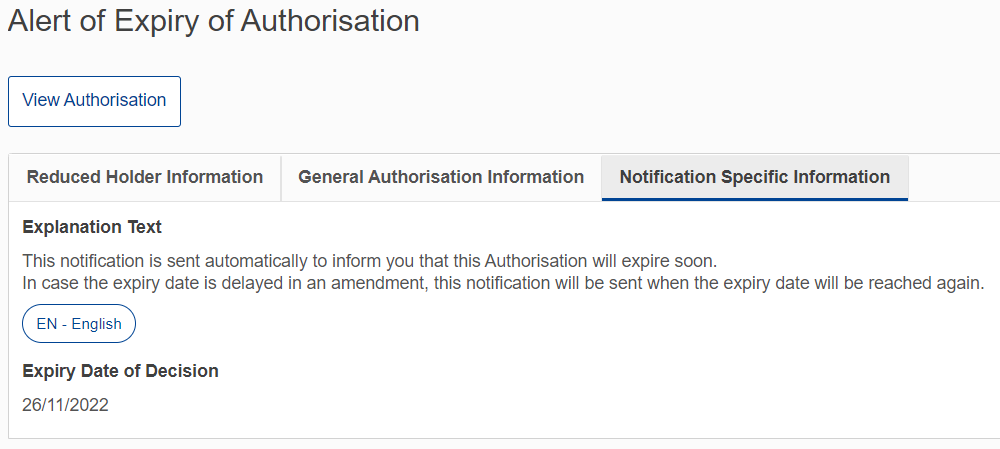 Alert of Expiry of Authorisation
View Authorisation
Reduced Holder Information
General Authorisation Information
Notification Specific Information
Explanation Text
This notification is sent automatically to inform you that this Authorisation will expire soon.
In case the expiry date is delayed in an amendment, this notification will be sent when the expiry date will be reached again.
EN - English
Expiry Date of Decision
26/11/2022